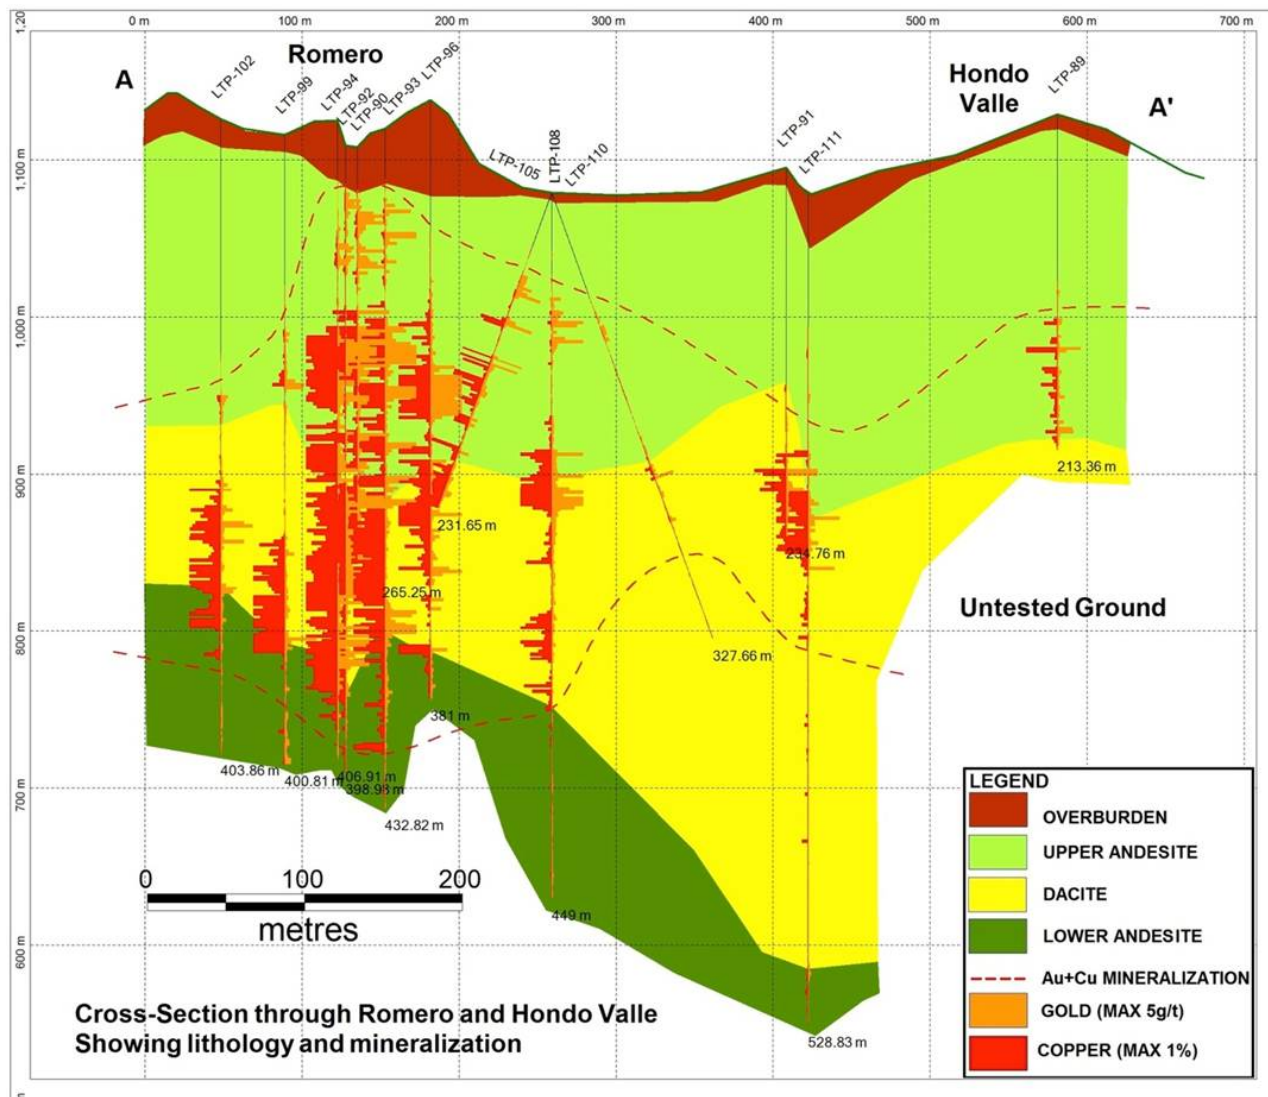 0 m
100 m
200 m
300 m
400 m
500 m
600 m
700 m
1,20
1,100 m
1,000 m
900 m
800 m
700 m
600 m
Romero
Hondo
Valle
A
A'
LTP-102
LTP-99
LTP-94
LTP-92
LTP-90
LTP-93
LTP-96
LTP-105
LTP-108
LTP-110
LTP-91
LTP-111
LTP-89
213.36 m
231.65 m
234.76 m
265.25 m
Untested Ground
327.66 m
381 m
403.86 m
400.81 m
406.91 m
398.98 m
432.82 m
449 m
528.83 m
0
100
200
metres
LEGEND
OVERBURDEN
UPPER ANDESITE
DACITE
LOWER ANDESITE
Au+Cu MINERALIZATION
GOLD (MAX 5g/t)
COPPER (MAX 1%)
Cross-Section through Romero and Hondo Valle
Showing lithology and mineralization